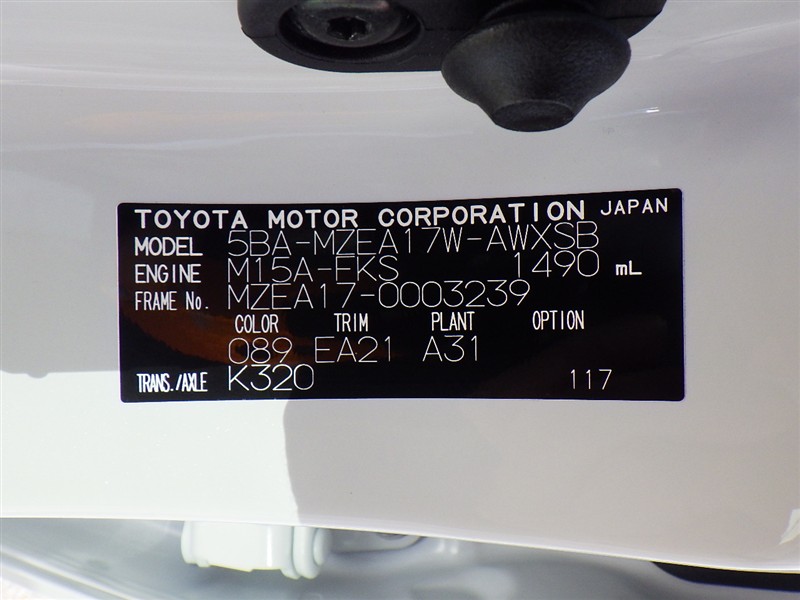 TOYOTA MOTOR CORPORATION JAPAN
MODEL 5BA-MZEA17W-AWXSB
ENGINE M15A-FKS 1490 mL
FRAME No. MZEA17-0003239
COLOR TRIM PLANT OPTION
089 EA21 A31
TRANS./AXLE K320 117